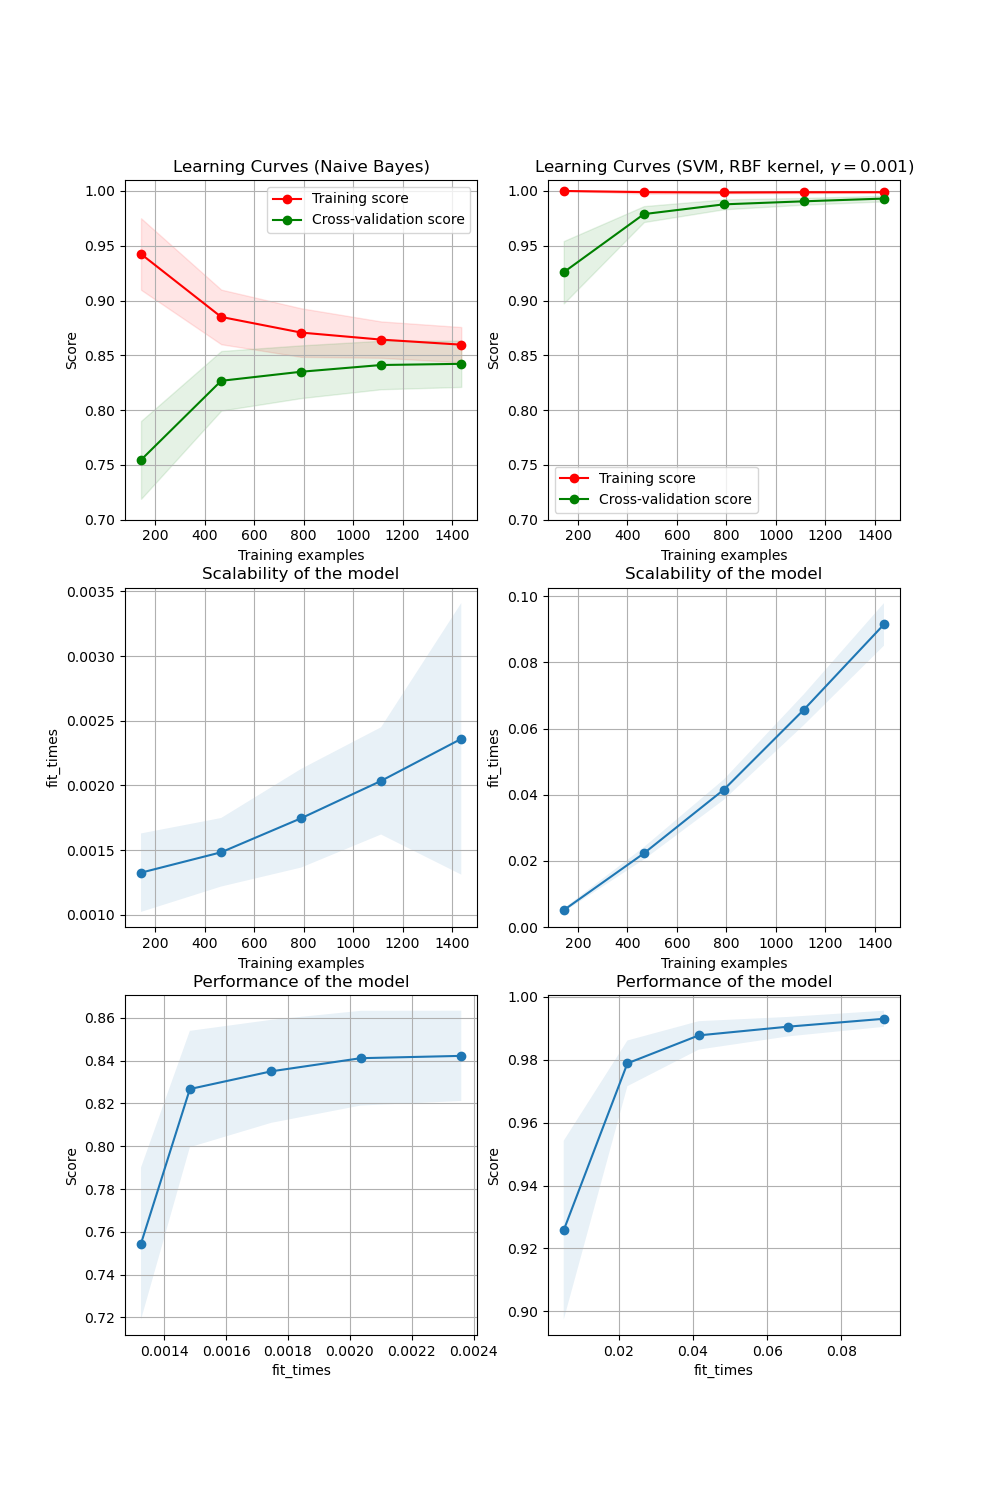 Learning Curves (Naive Bayes)
1.00
0.95
0.90
0.85
0.80
0.75
0.70
Score
Training score
Cross-validation score
200 400 600 800 1000 1200 1400
Training examples
Learning Curves (SVM, RBF kernel, γ = 0.001)
1.00
0.95
0.90
0.85
0.80
0.75
0.70
Score
Training score
Cross-validation score
200 400 600 800 1000 1200 1400
Training examples
Scalability of the model
0.0035
0.0030
0.0025
0.0020
0.0015
0.0010
fit_times
200 400 600 800 1000 1200 1400
Training examples
Scalability of the model
0.10
0.08
0.06
0.04
0.02
0.00
fit_times
200 400 600 800 1000 1200 1400
Training examples
Performance of the model
0.86
0.84
0.82
0.80
0.78
0.76
0.74
0.72
Score
0.0014 0.0016 0.0018 0.0020 0.0022 0.0024
fit_times
Performance of the model
1.00
0.98
0.96
0.94
0.92
0.90
Score
0.02 0.04 0.06 0.08
fit_times